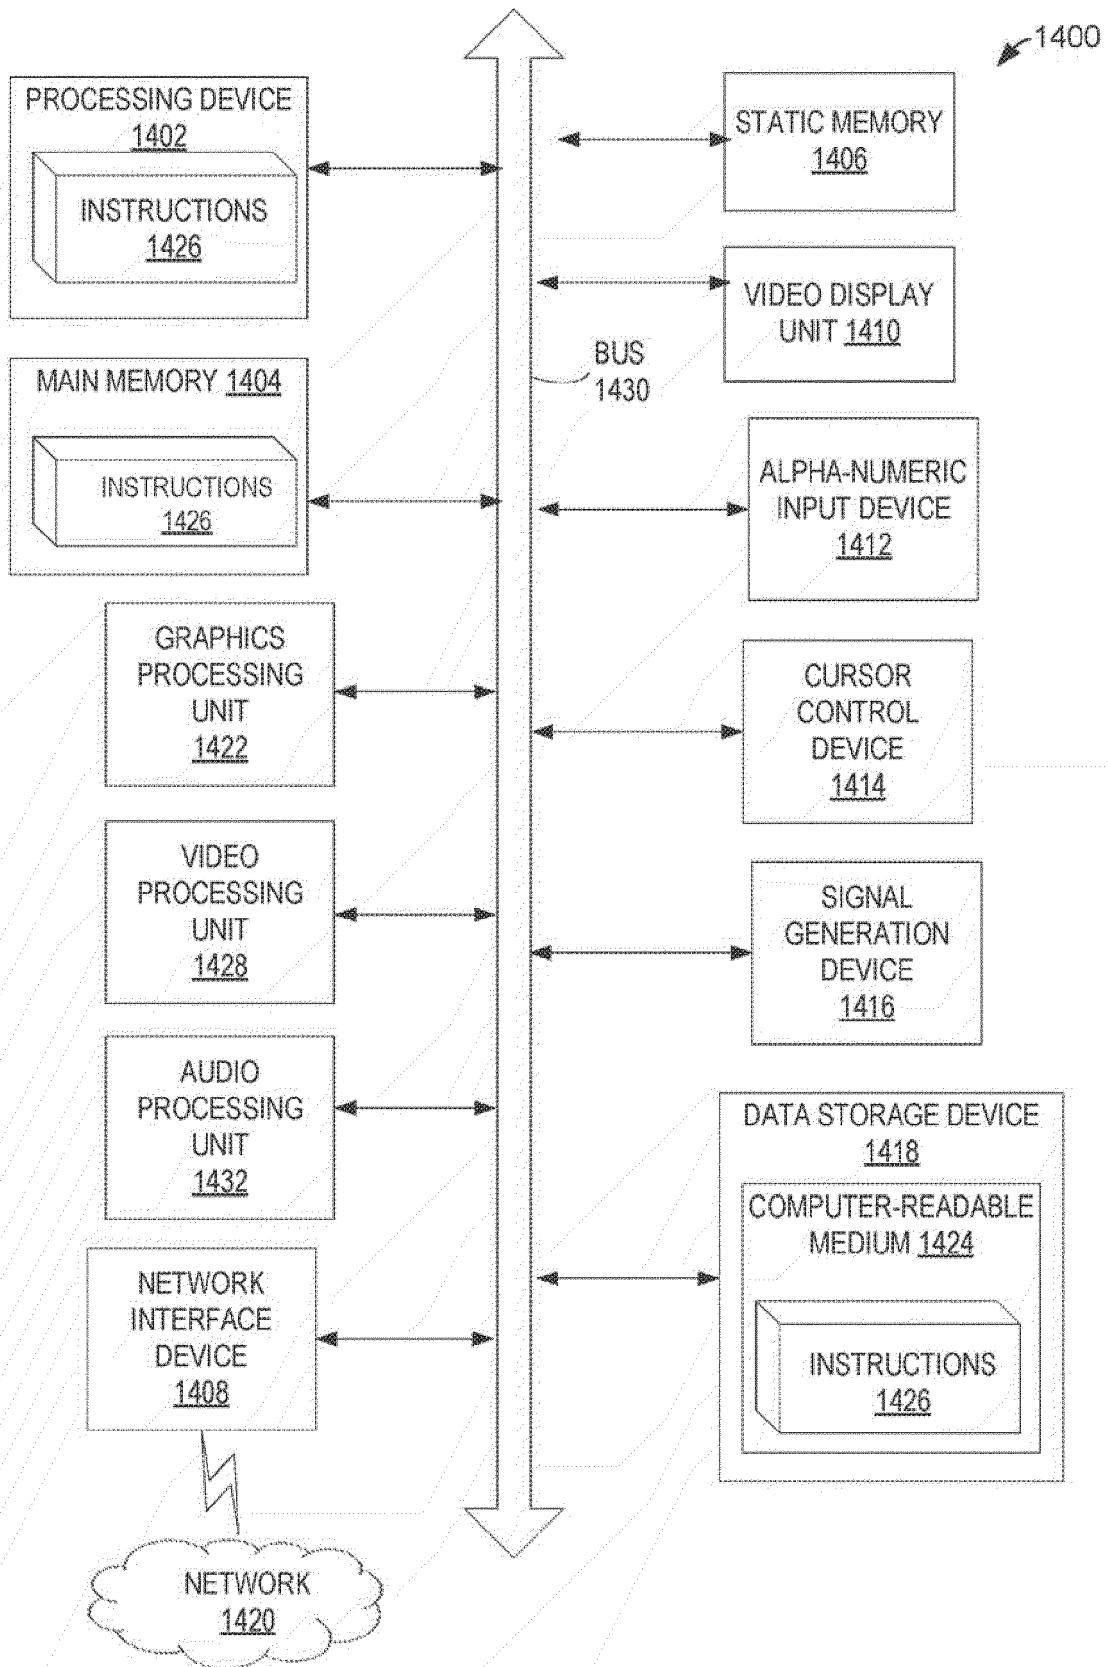 1400
PROCESSING DEVICE
1402
INSTRUCTIONS
1426
MAIN MEMORY 1404
INSTRUCTIONS
1426
GRAPHICS
PROCESSING
UNIT
1422
VIDEO
PROCESSING
UNIT
1428
AUDIO
PROCESSING
UNIT
1432
NETWORK
INTERFACE
DEVICE
1408
NETWORK
1420
BUS
1430
STATIC MEMORY
1406
VIDEO DISPLAY
UNIT 1410
ALPHA-NUMERIC
INPUT DEVICE
1412
CURSOR
CONTROL
DEVICE
1414
SIGNAL
GENERATION
DEVICE
1416
DATA STORAGE DEVICE
1418
COMPUTER-READABLE
MEDIUM 1424
INSTRUCTIONS
1426